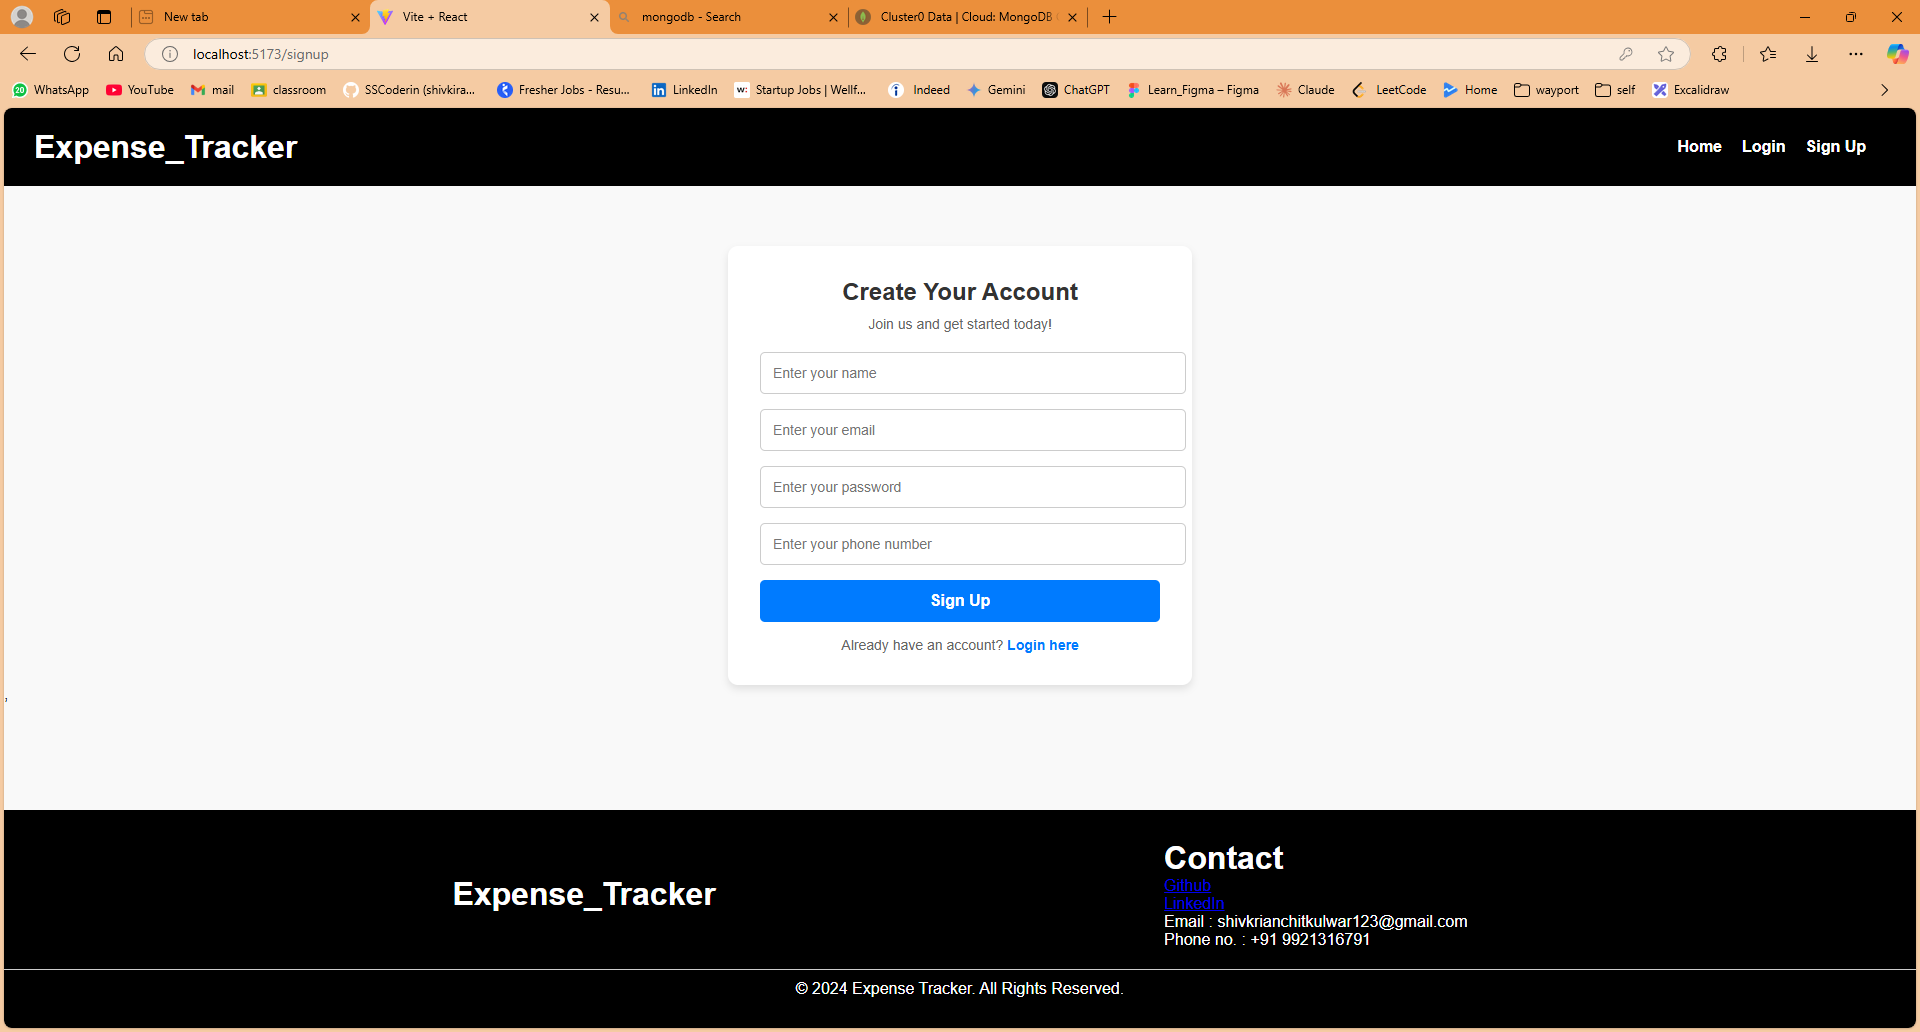 New tab
Vite + React
mongodb - Search
Cluster0 Data | Cloud: MongoDB
localhost:5173/signup
20 WhatsApp
YouTube
mail
classroom
SSCoderin (shivkira...
Fresher Jobs - Resu...
LinkedIn
w: Startup Jobs | Wellf...
Indeed
Gemini
ChatGPT
Learn_Figma – Figma
Claude
LeetCode
Home
wayport
self
Excalidraw
Expense_Tracker
Home Login Sign Up
Create Your Account
Join us and get started today!
Enter your name
Enter your email
Enter your password
Enter your phone number
Sign Up
Already have an account? Login here
,
Expense_Tracker
Contact
Github
LinkedIn
Email : shivkrianchitkulwar123@gmail.com
Phone no. : +91 9921316791
© 2024 Expense Tracker. All Rights Reserved.